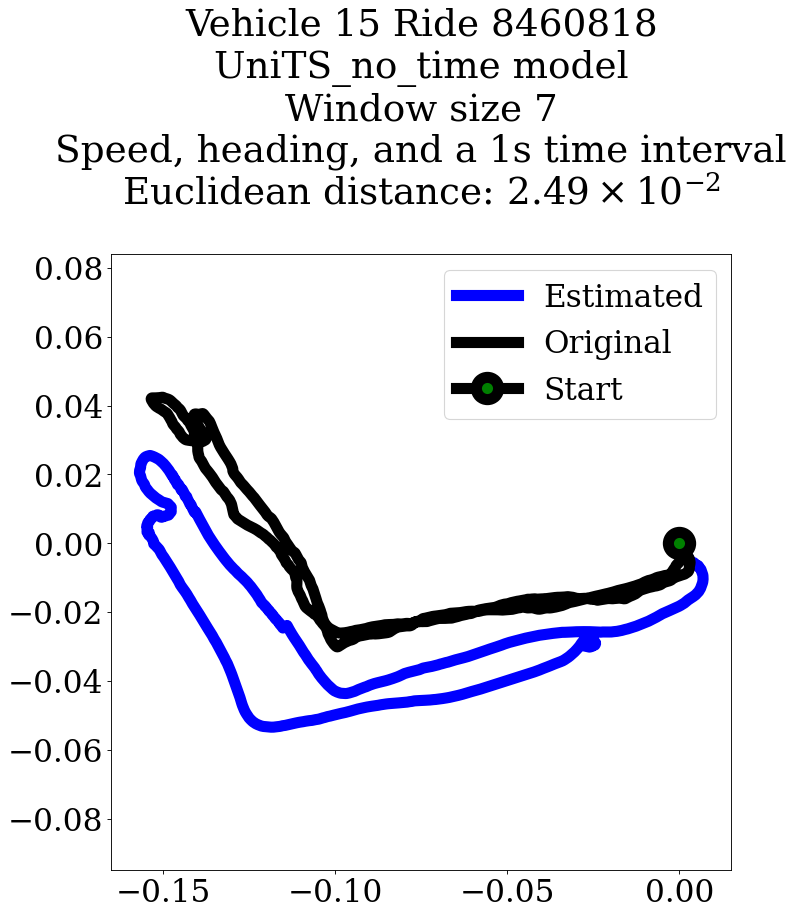 Vehicle 15 Ride 8460818
UniTS_no_time model
Window size 7
Speed, heading, and a 1s time interval
Euclidean distance: 2.49 × 10⁻²
0.08
0.06
0.04
0.02
0.00
−0.02
−0.04
−0.06
−0.08
Estimated
Original
Start
−0.15
−0.10
−0.05
0.00